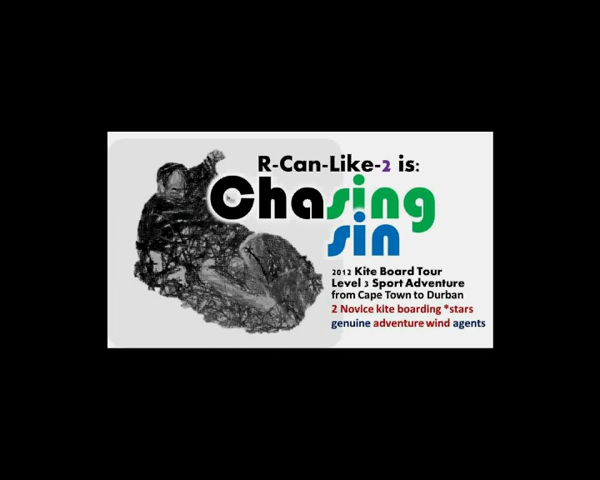 R-Can-Like-2 is:
Chasing
sin
2012 Kite Board Tour
Level 3 Sport Adventure
from Cape Town to Durban
2 Novice kite boarding *stars
genuine adventure wind agents